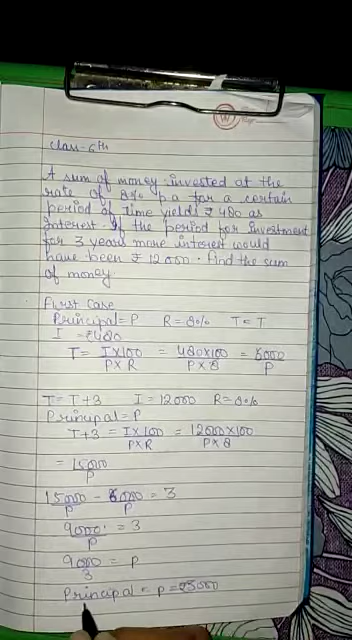 Class-6th
A sum of money invested at the
rate of 8% p.a for a certain
period of time yields ₹ 480 as
interest. If the period for investment
for 3 years more interest would
have been ₹ 12000. Find the sum
of money.
First Case
Principal = P R = 8% T = T
I = ₹480
T = I×100 / P×R = 480×100 / P×8 = 6000 / P
T = T+3 I = 12000 R = 8%
Principal = P
T+3 = I×100 / P×R = 12000×100 / P×8
= 15000 / P
15000 / P - 6000 / P = 3
9000 / P = 3
9000 / 3 = P
Principal = P = ₹3000